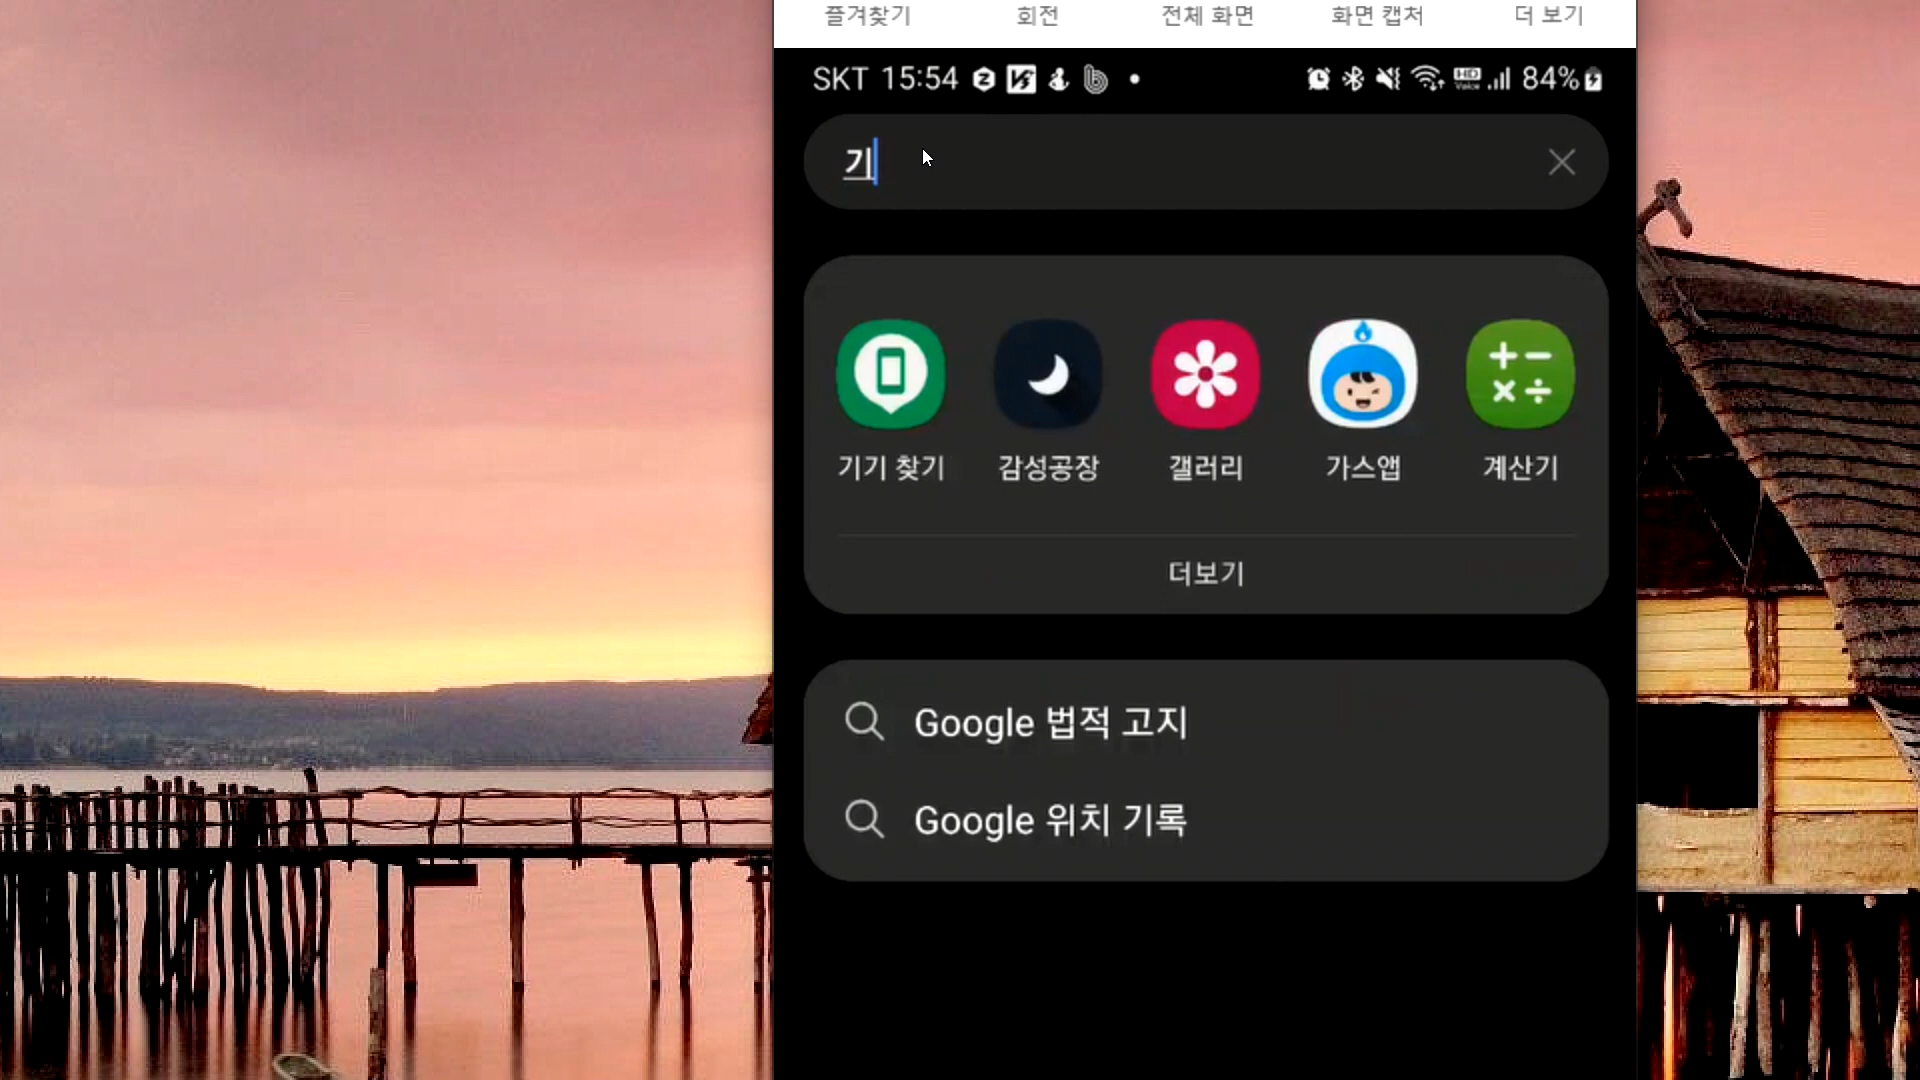 즐겨찾기 회전 전체 화면 화면 캡처 더 보기
SKT 15:54 84%
기
기기 찾기 감성공장 갤러리 가스앱 계산기
더보기
Google 법적 고지
Google 위치 기록